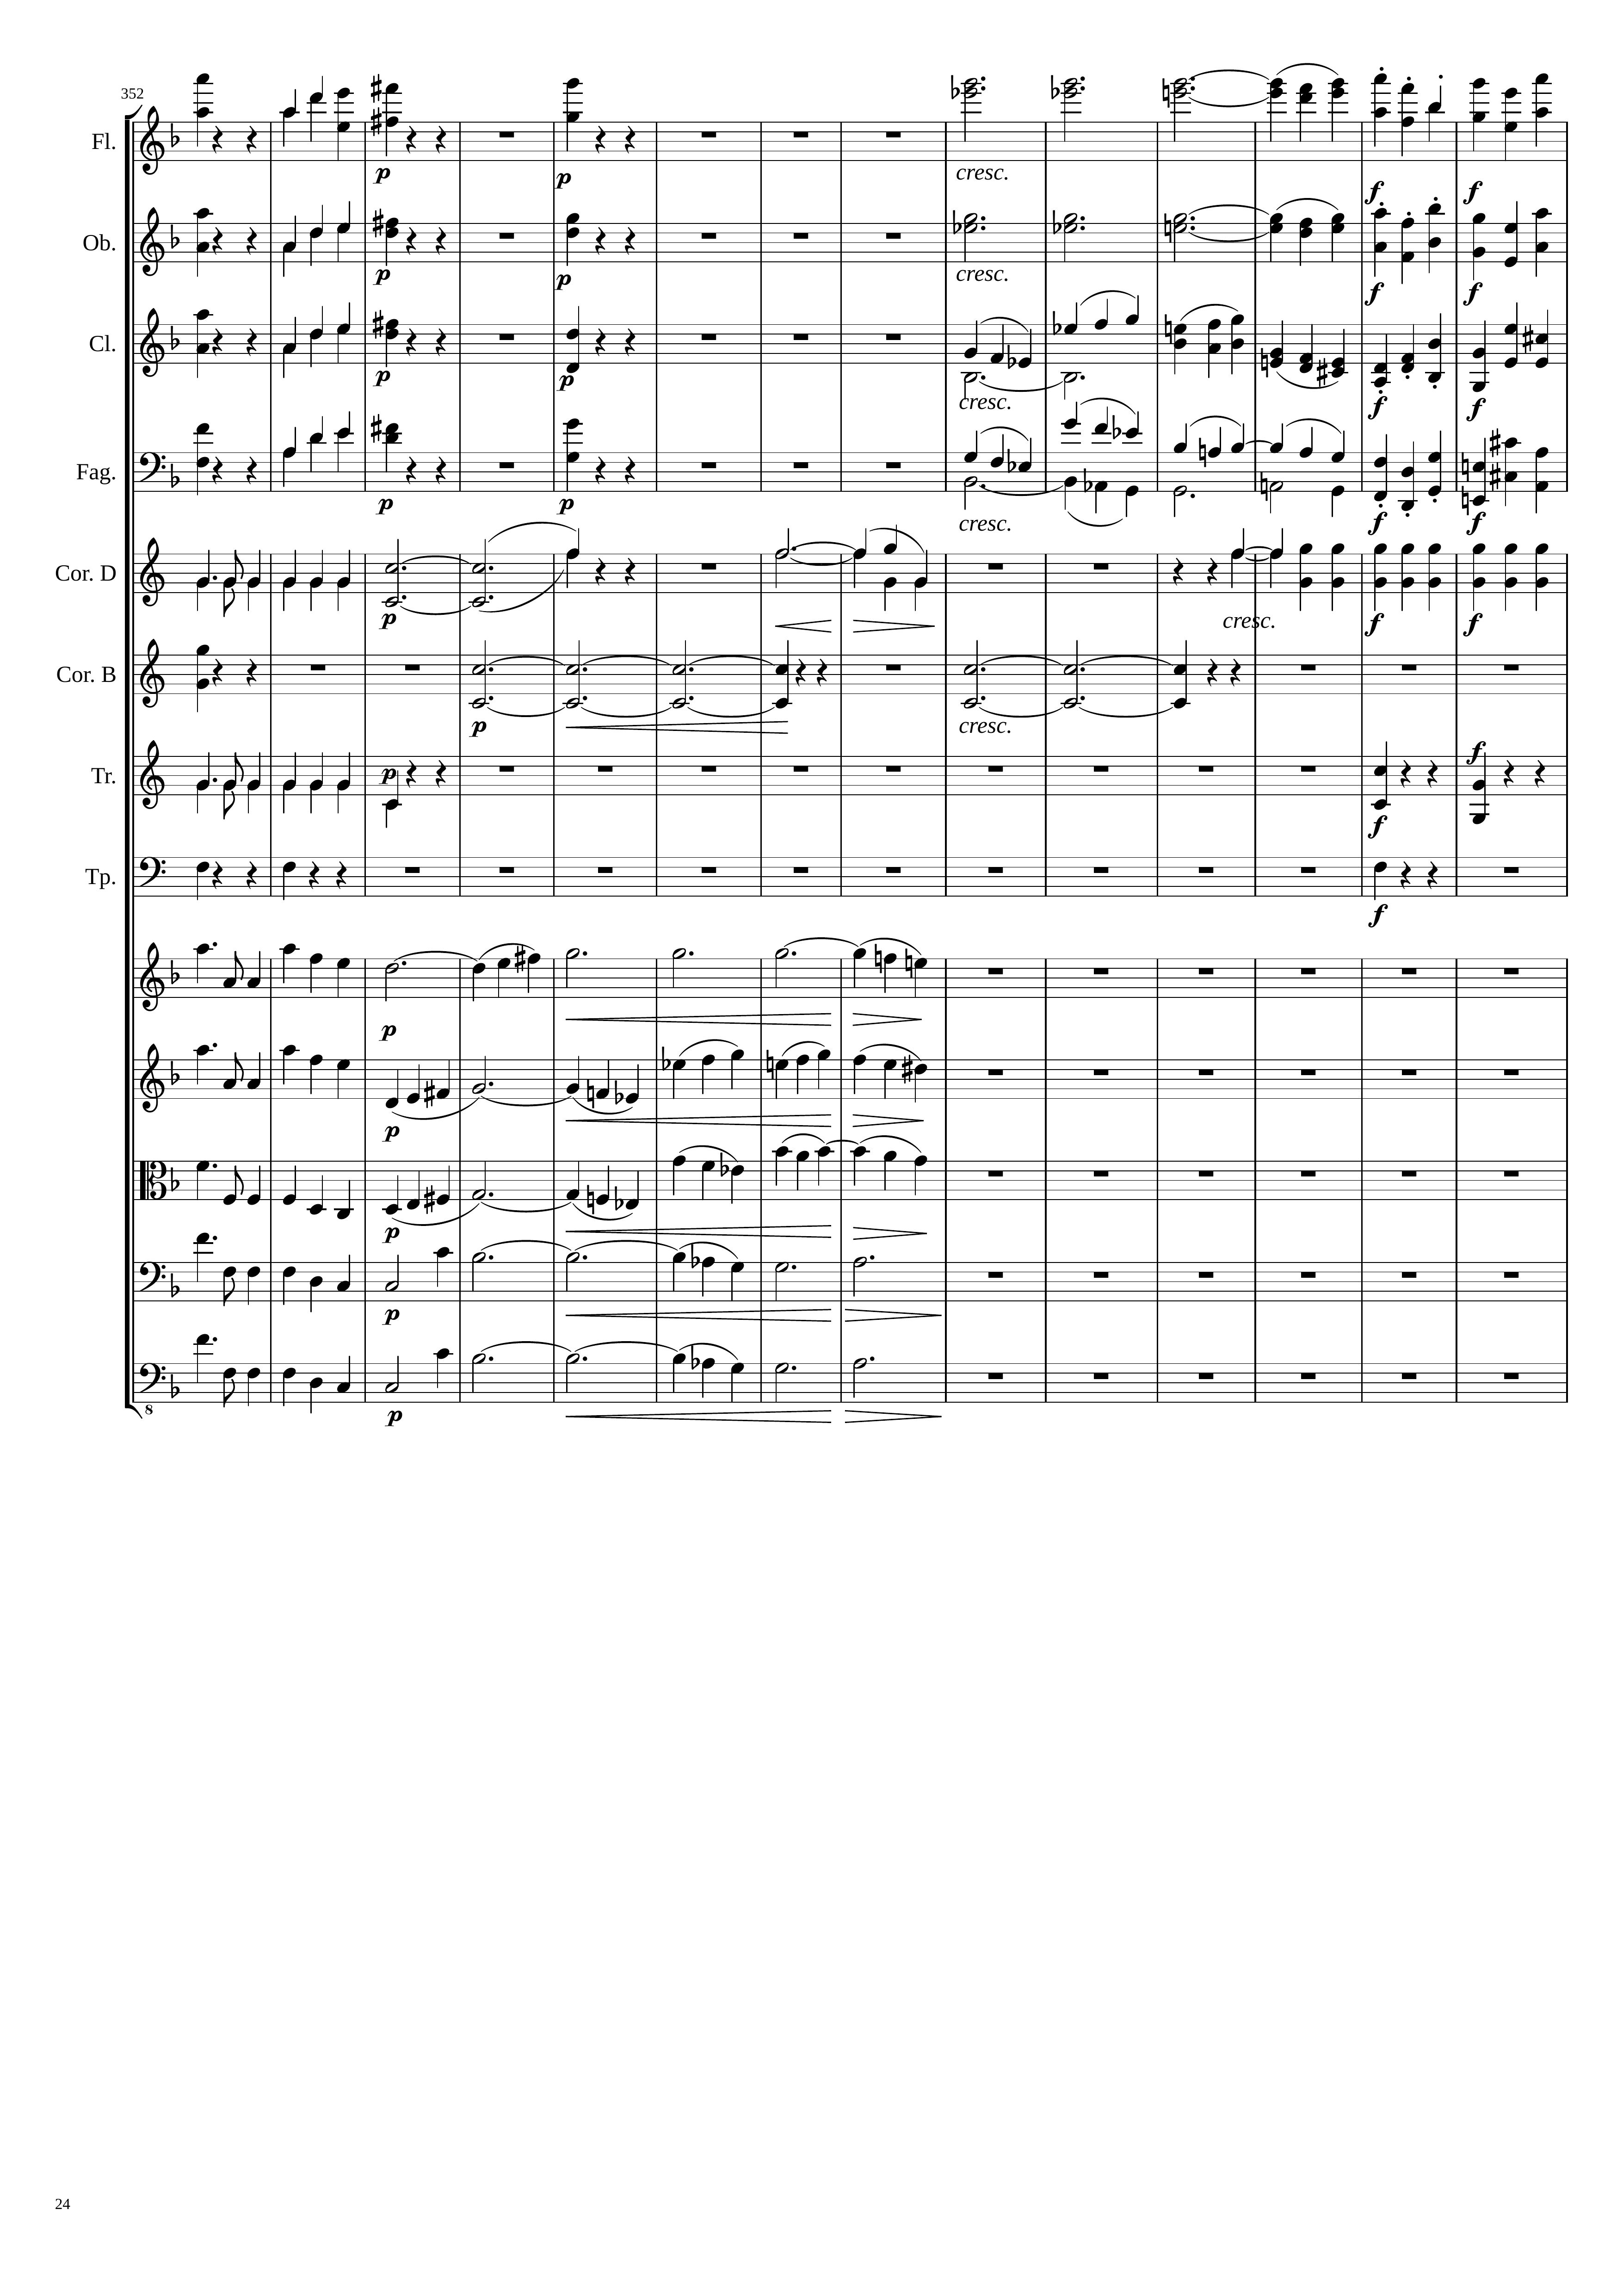 352
Fl.
p
p
cresc.
f
f
Ob.
p
p
cresc.
f
f
Cl.
p
p
cresc.
f
f
Fag.
p
p
cresc.
f
f
Cor. D
p
cresc.
f
f
Cor. B
p
cresc.
Tr.
p
f
f
Tp.
f
p
p
p
p
8
p
24